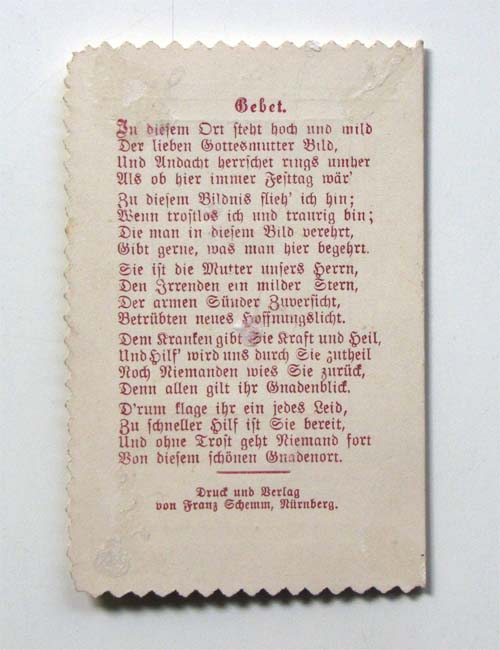 Gebet.
In diesem Ort steht hoch und mild
Der lieben Gottesmutter Bild,
Und Andacht herrschet rings umher
Als ob hier immer Festtag wär'
Zu diesem Bildnis flieh' ich hin;
Wenn trostlos ich und traurig bin;
Die man in diesem Bild verehrt,
Gibt gerne, was man hier begehrt.
Sie ist die Mutter unsers Herrn,
Den Irrenden ein milder Stern,
Der armen Sünder Zuversicht,
Betrübten neues Hoffnungslicht.
Dem Kranken gibt Sie Kraft und Heil,
Und Hilf' wird uns durch Sie zutheil
Noch Niemanden wies Sie zurück,
Denn allen gilt ihr Gnadenblick.
D'rum klage ihr ein jedes Leid,
Zu schneller Hilf ist Sie bereit,
Und ohne Trost geht Niemand fort
Von diesem schönen Gnadenort.
Druck und Verlag
von Franz Schemm, Nürnberg.